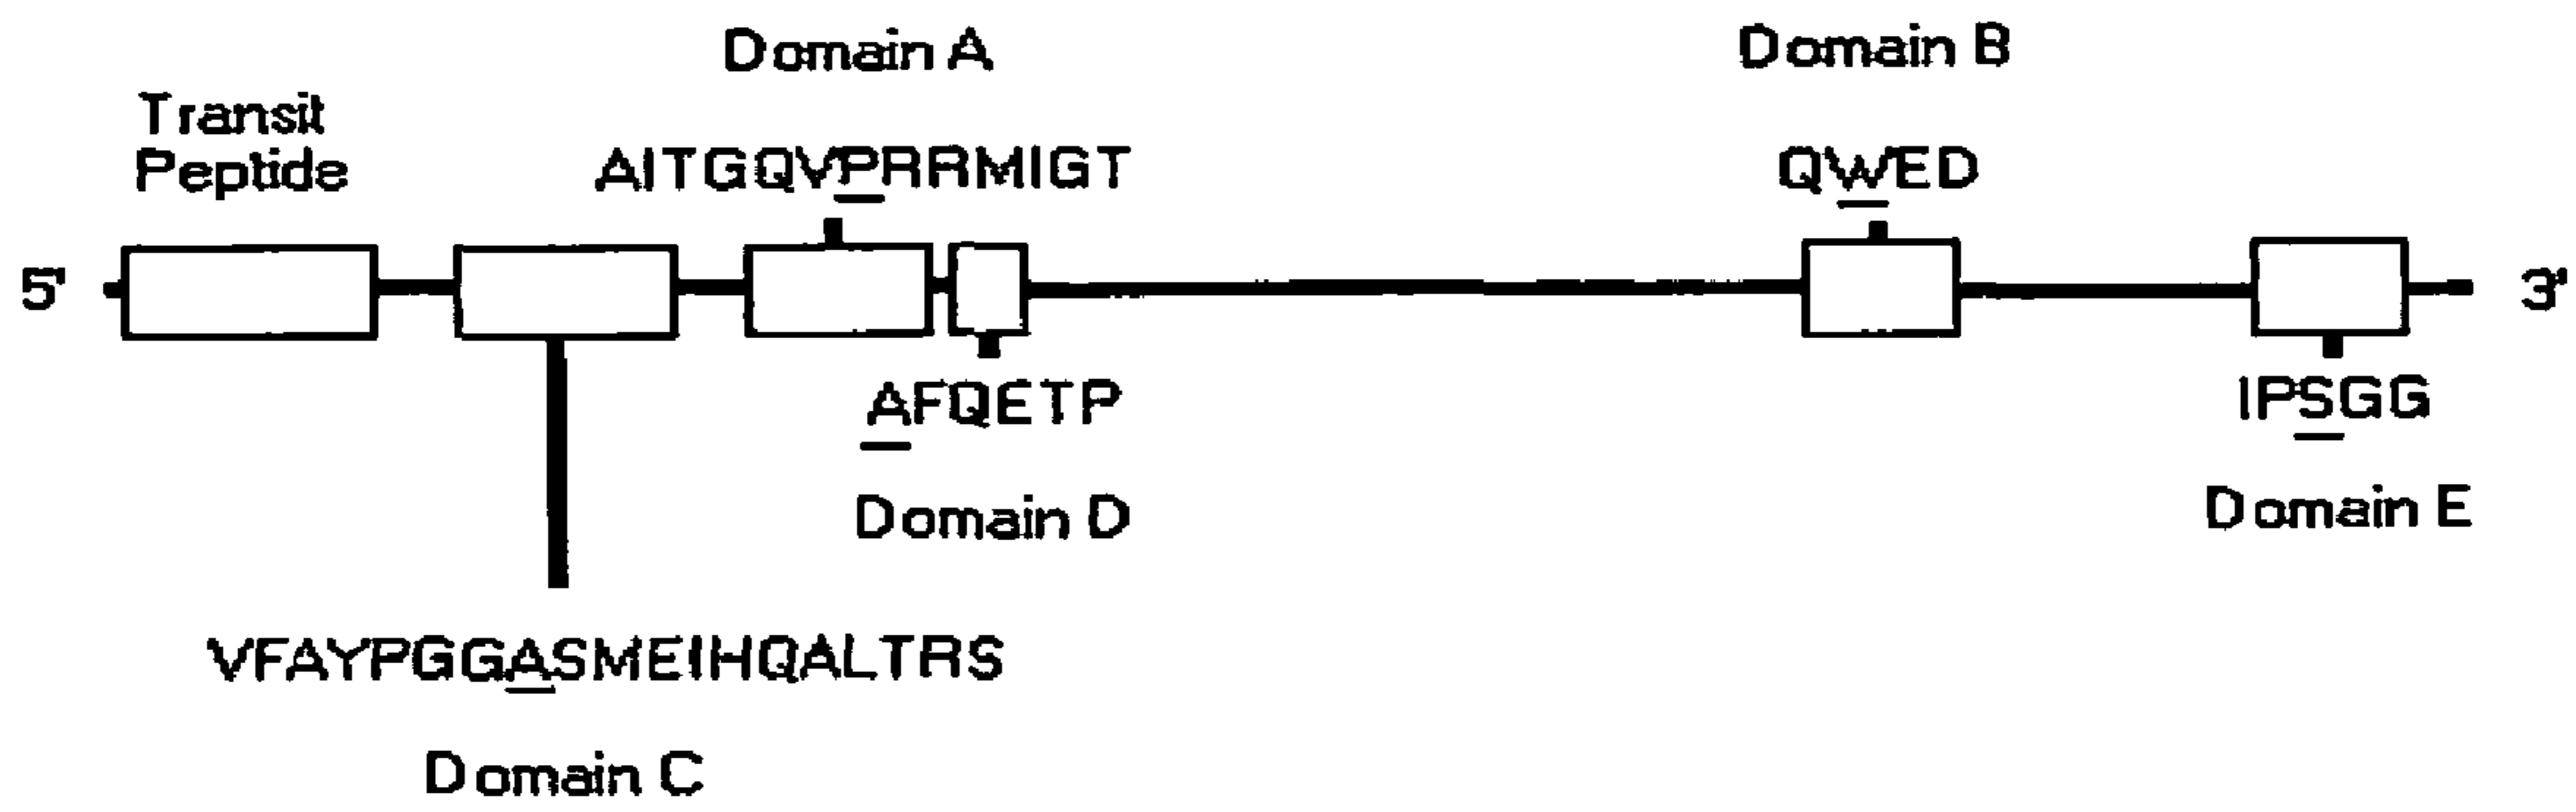 Domain A
Domain B
Transit
Peptide
AITGQVPRRMIGT
QWED
5'
3'
AFQETP
IPSGG
Domain D
Domain E
VFAYPGGASMEIHQALTRS
Domain C